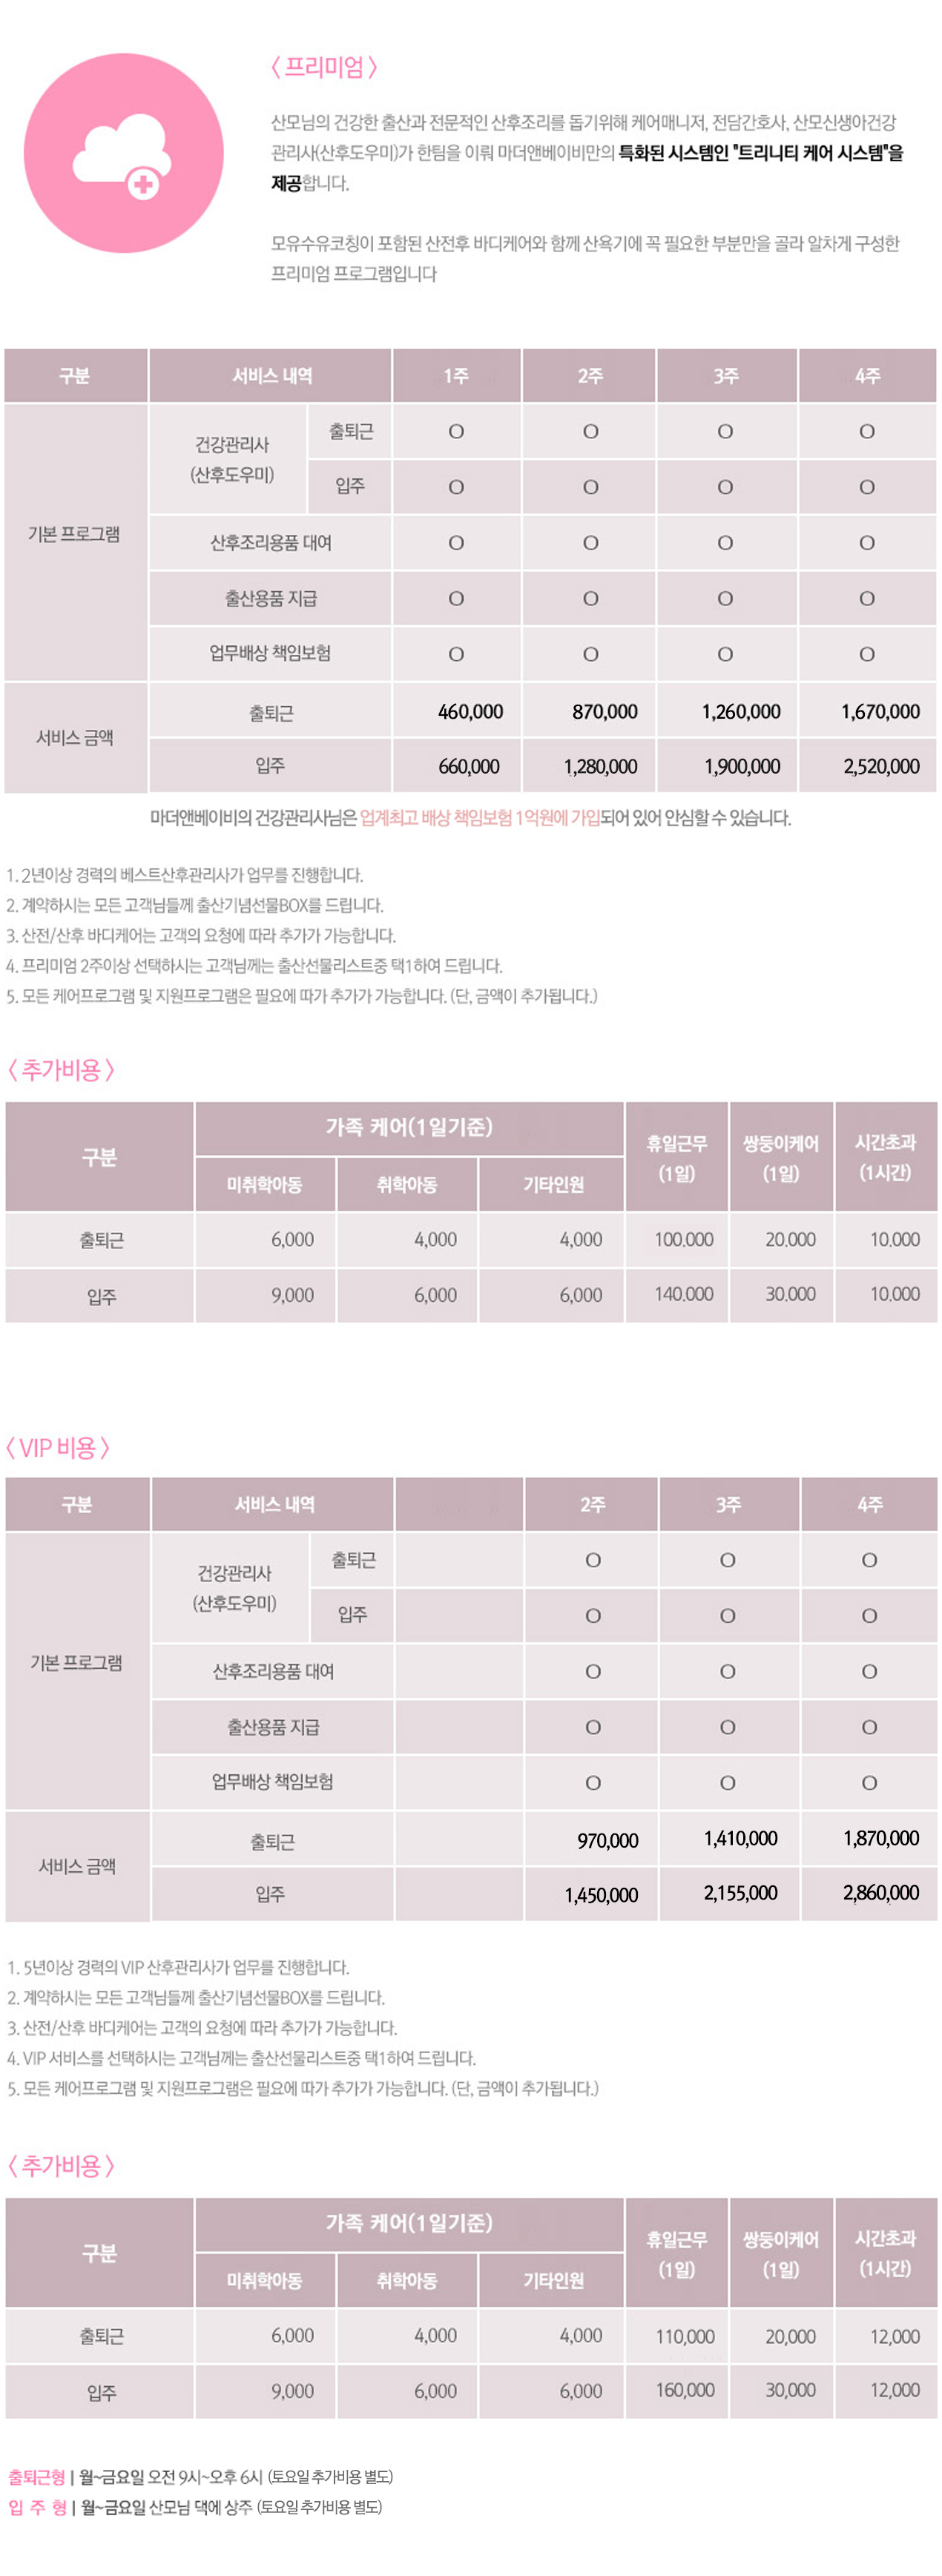 〈 프리미엄 〉
산모님의 건강한 출산과 전문적인 산후조리를 돕기위해 케어매니저, 전담간호사, 산모신생아건강
관리사(산후도우미)가 한팀을 이뤄 마더앤베이비만의 특화된 시스템인 "트리니티 케어 시스템"을
제공합니다.
모유수유코칭이 포함된 산전후 바디케어와 함께 산욕기에 꼭 필요한 부분만을 골라 알차게 구성한
프리미엄 프로그램입니다
구분 서비스 내역 1주 2주 3주 4주
기본 프로그램 건강관리사 (산후도우미) 출퇴근 O O O O
입주 O O O O
산후조리용품 대여 O O O O
출산용품 지급 O O O O
업무배상 책임보험 O O O O
서비스 금액 출퇴근 460,000 870,000 1,260,000 1,670,000
입주 660,000 1,280,000 1,900,000 2,520,000
마더앤베이비의 건강관리사님은 업계최고 배상 책임보험 1억원에 가입되어 있어 안심할 수 있습니다.
1. 2년이상 경력의 베스트산후관리사가 업무를 진행합니다.
2. 계약하시는 모든 고객님들께 출산기념선물BOX를 드립니다.
3. 산전/산후 바디케어는 고객의 요청에 따라 추가가 가능합니다.
4. 프리미엄 2주이상 선택하시는 고객님께는 출산선물리스트중 택1하여 드립니다.
5. 모든 케어프로그램 및 지원프로그램은 필요에 따가 추가가 가능합니다. (단, 금액이 추가됩니다.)
〈 추가비용 〉
구분 가족 케어(1일기준) 휴일근무 (1일) 쌍둥이케어 (1일) 시간초과 (1시간)
미취학아동 취학아동 기타인원
출퇴근 6,000 4,000 4,000 100.000 20.000 10.000
입주 9,000 6,000 6,000 140.000 30.000 10.000
〈 VIP 비용 〉
구분 서비스 내역 2주 3주 4주
기본 프로그램 건강관리사 (산후도우미) 출퇴근 O O O
입주 O O O
산후조리용품 대여 O O O
출산용품 지급 O O O
업무배상 책임보험 O O O
서비스 금액 출퇴근 970,000 1,410,000 1,870,000
입주 1,450,000 2,155,000 2,860,000
1. 5년이상 경력의 VIP 산후관리사가 업무를 진행합니다.
2. 계약하시는 모든 고객님들께 출산기념선물BOX를 드립니다.
3. 산전/산후 바디케어는 고객의 요청에 따라 추가가 가능합니다.
4. VIP 서비스를 선택하시는 고객님께는 출산선물리스트중 택1하여 드립니다.
5. 모든 케어프로그램 및 지원프로그램은 필요에 따가 추가가 가능합니다. (단, 금액이 추가됩니다.)
〈 추가비용 〉
구분 가족 케어(1일기준) 휴일근무 (1일) 쌍둥이케어 (1일) 시간초과 (1시간)
미취학아동 취학아동 기타인원
출퇴근 6,000 4,000 4,000 110,000 20,000 12,000
입주 9,000 6,000 6,000 160,000 30,000 12,000
출퇴근형 | 월~금요일 오전 9시~오후 6시 (토요일 추가비용 별도)
입 주 형 | 월~금요일 산모님 댁에 상주 (토요일 추가비용 별도)